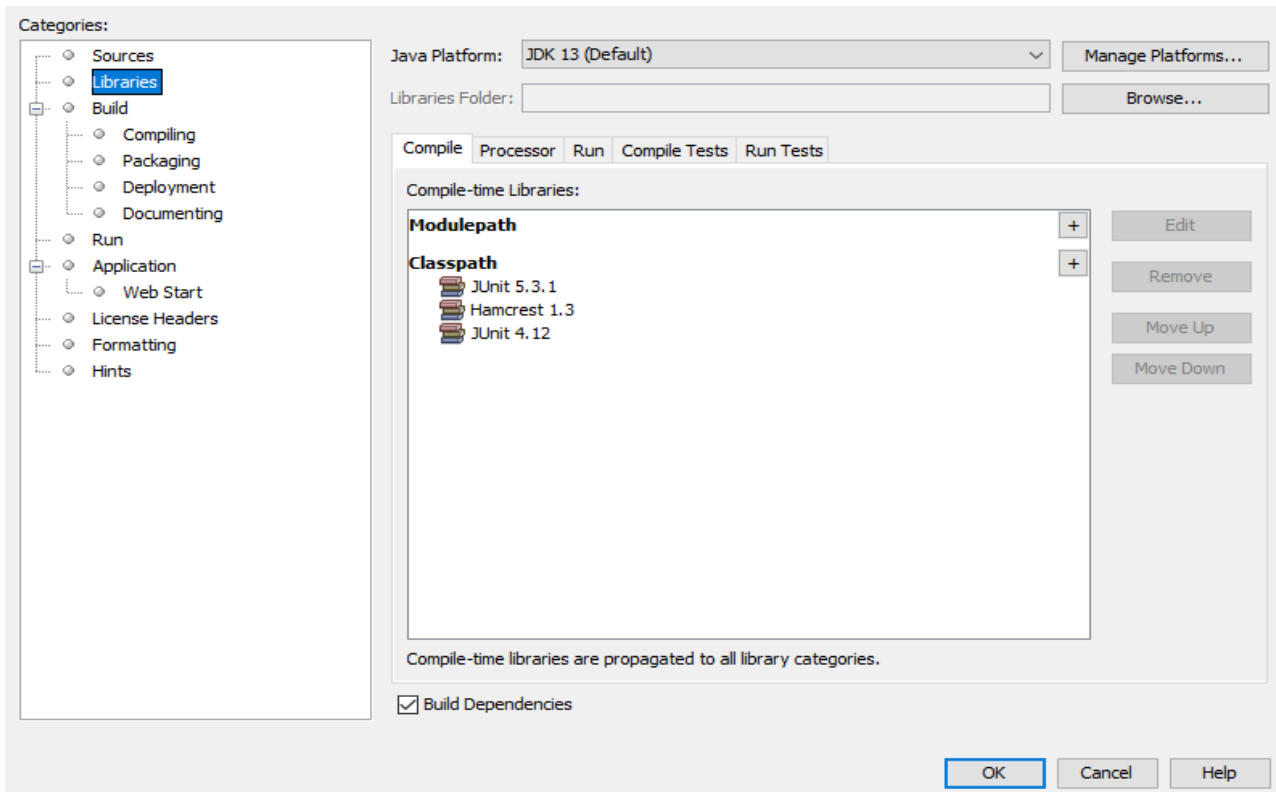 Categories:
Sources
Libraries
Build
Compiling
Packaging
Deployment
Documenting
Run
Application
Web Start
License Headers
Formatting
Hints
Java Platform: JDK 13 (Default) Manage Platforms...
Libraries Folder: Browse...
Compile Processor Run Compile Tests Run Tests
Compile-time Libraries:
Modulepath +
Classpath +
JUnit 5.3.1
Hamcrest 1.3
JUnit 4.12
Edit
Remove
Move Up
Move Down
Compile-time libraries are propagated to all library categories.
Build Dependencies
OK Cancel Help